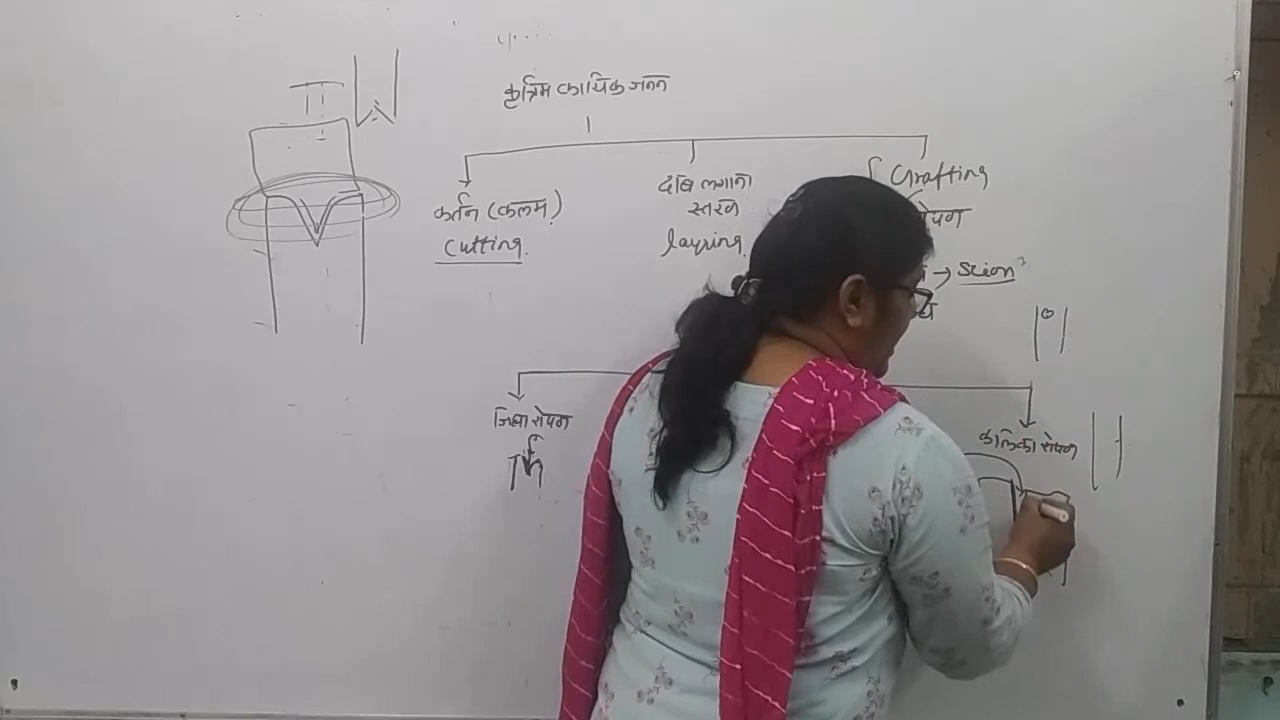 कृत्रिम कायिक जनन
कर्तन (कलम)
Cutting
दाब लगाना
स्तरण
layring
Grafting
→ Scion
जिह्वा रोपण
कलिका रोपण